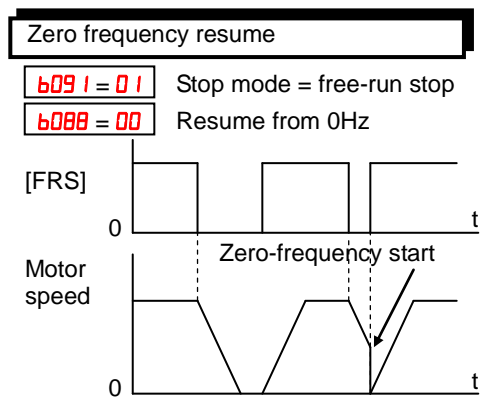 Zero frequency resume
b091 = 01 Stop mode = free-run stop
b088 = 00 Resume from 0Hz
[FRS]
0
t
Zero-frequency start
Motor
speed
0
t